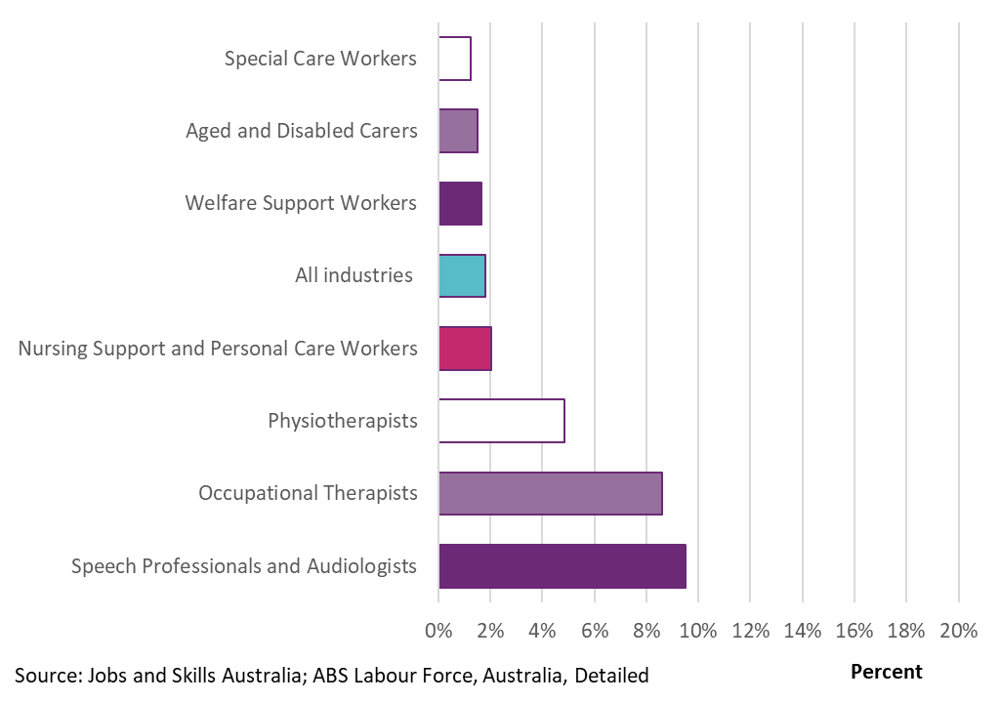 Special Care Workers
Aged and Disabled Carers
Welfare Support Workers
All industries
Nursing Support and Personal Care Workers
Physiotherapists
Occupational Therapists
Speech Professionals and Audiologists
0% 2% 4% 6% 8% 10% 12% 14% 16% 18% 20%
Source: Jobs and Skills Australia; ABS Labour Force, Australia, Detailed
Percent